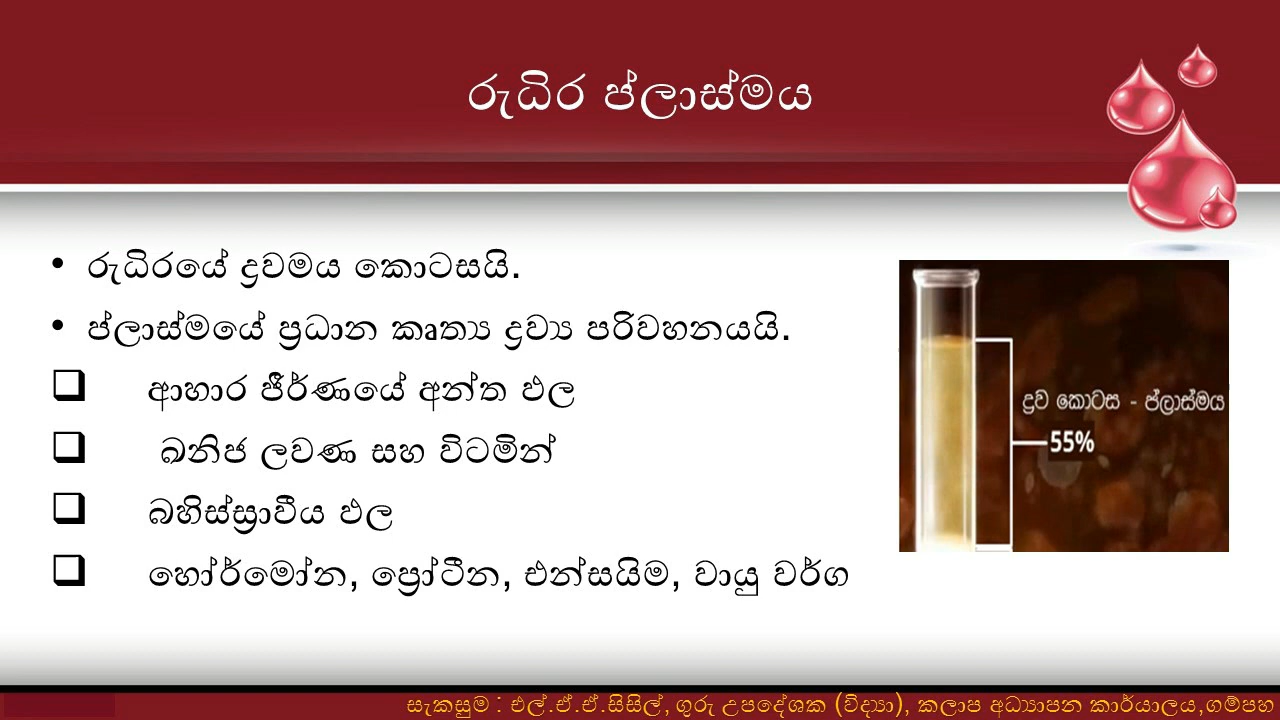 රුධිර ප්ලාස්මය
• රුධිරයේ ද්‍රවමය කොටසයි.
• ප්ලාස්මයේ ප්‍රධාන කෘත්‍ය ද්‍රව්‍ය පරිවහනයයි.
❑ ආහාර ජීර්ණයේ අන්ත ඵල
❑ ඛනිජ ලවණ සහ විටමින්
❑ බහිස්ස්‍රාවීය ඵල
❑ හෝර්මෝන, ප්‍රෝටීන, එන්සයිම, වායු වර්ග
ද්‍රව කොටස - ප්ලාස්මය
55%
සැකසුම : එල්.ඒ.ඒ.සිසිල්, ගුරු උපදේශක (විද්‍යා), කලාප අධ්‍යාපන කාර්යාලය,ගම්පහ